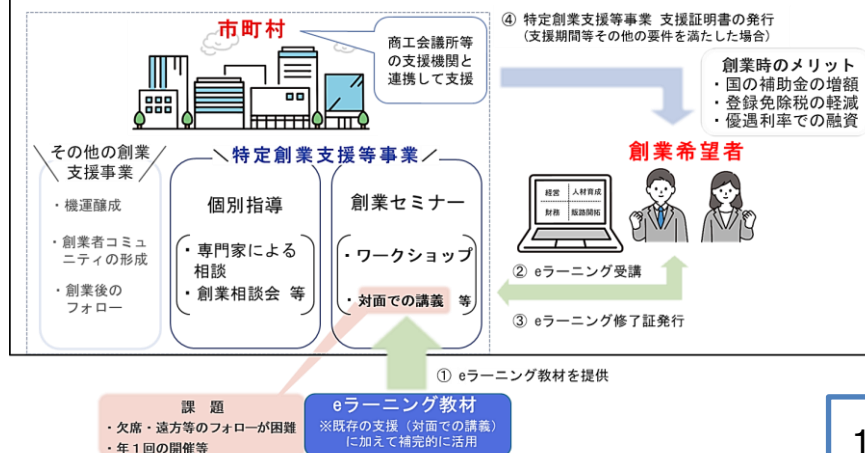 市町村
商工会議所等
の支援機関と
連携して支援
④ 特定創業支援等事業 支援証明書の発行
(支援期間等その他の要件を満たした場合)
創業時のメリット
・国の補助金の増額
・登録免除税の軽減
・優遇利率での融資
創業希望者
その他の創業
支援事業
・機運醸成
・創業者コミュ
ニティの形成
・創業後の
フォロー
特定創業支援等事業
個別指導
・専門家による
相談
・創業相談会 等
創業セミナー
・ワークショップ
・対面での講義 等
経営
人材育成
財務
販路開拓
② eラーニング受講
③ eラーニング修了証発行
① eラーニング教材を提供
課 題
・欠席・遠方等のフォローが困難
・年1回の開催等
eラーニング教材
※既存の支援(対面での講義)
に加えて補完的に活用
1